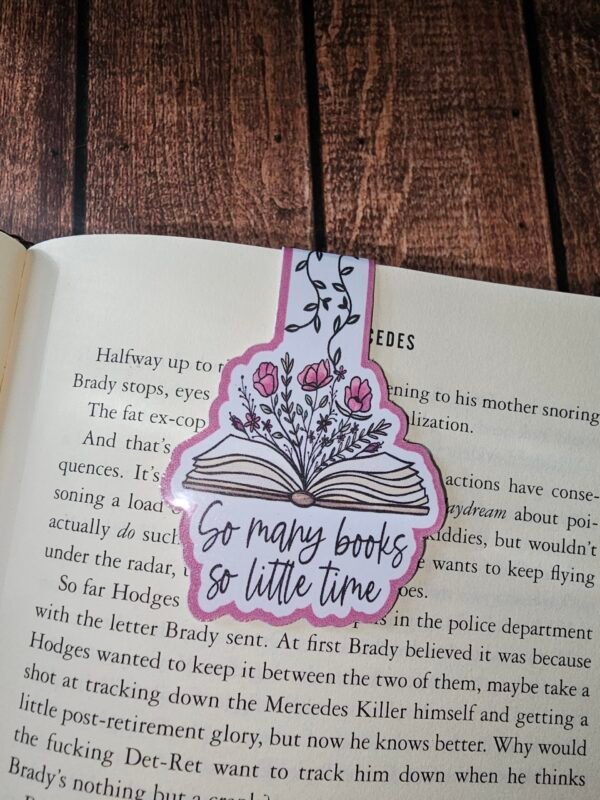 CEDES
Halfway up to ening to his mother snoring
Brady stops, eyes lization.
The fat ex-cop
And that's actions have conse-
quences. It's aydream about poi-
soning a load kiddies, but wouldn't
actually do such e wants to keep flying
under the radar, oes.
So far Hodges in the police department
with the letter Brady sent. At first Brady believed it was because
Hodges wanted to keep it between the two of them, maybe take a
shot at tracking down the Mercedes Killer himself and getting a
little post-retirement glory, but now he knows better. Why would
the fucking Det-Ret want to track him down when he thinks
Brady's nothing but a
So many books
so little time